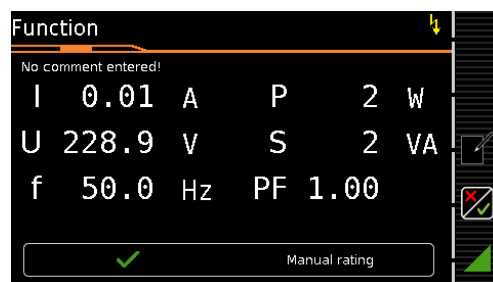 Function
No comment entered!
I 0.01 A P 2 W
U 228.9 V S 2 VA
f 50.0 Hz PF 1.00
Manual rating